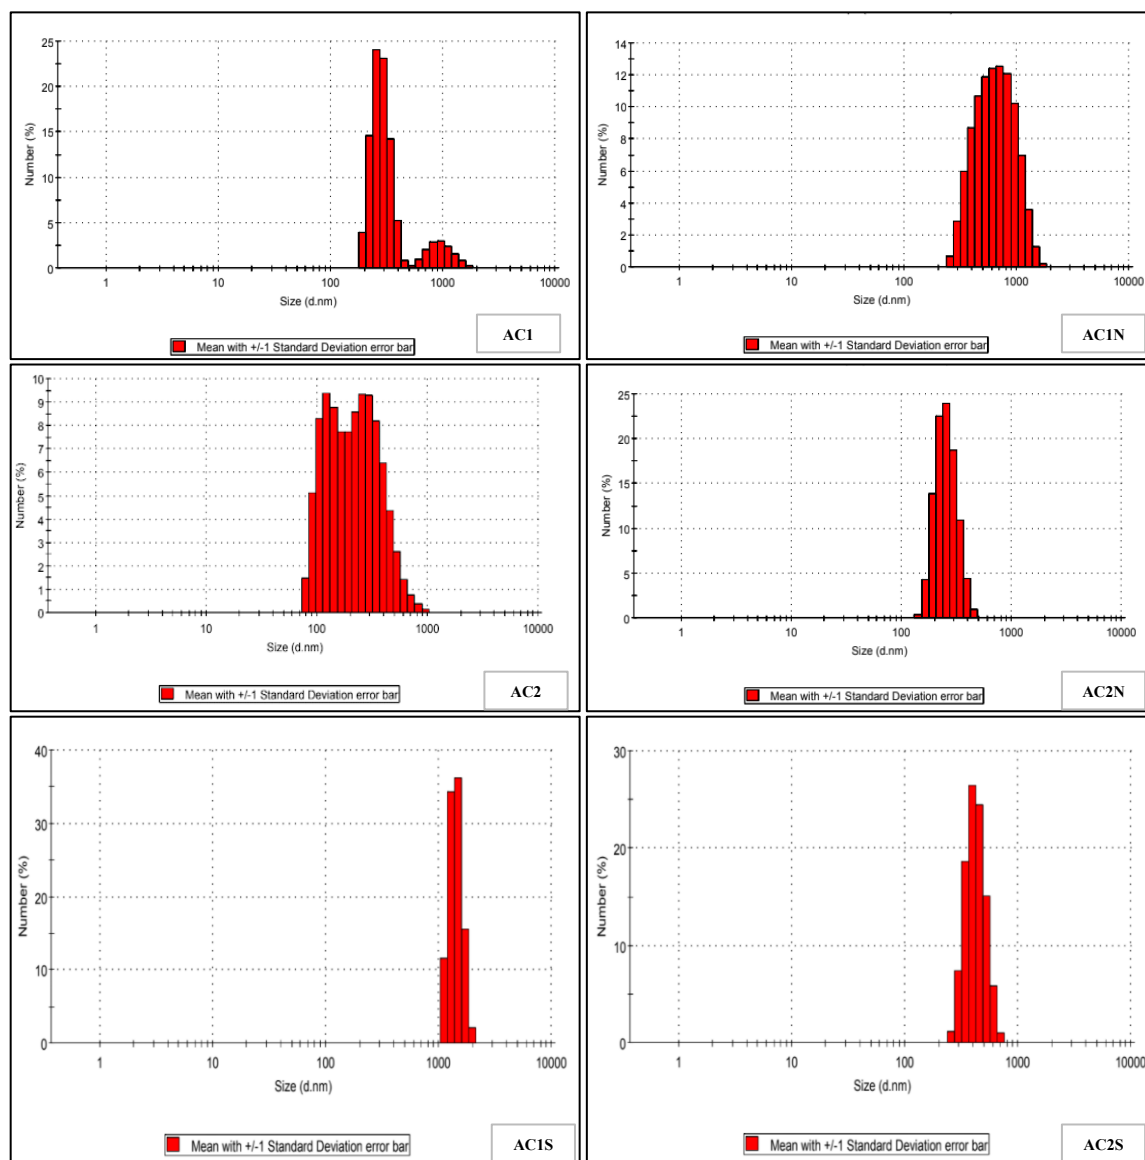 25
20
15
10
5
0
Number (%)
1 10 100 1000 10000
Size (d.nm)
Mean with +/-1 Standard Deviation error bar
AC1
14
12
10
8
6
4
2
0
Number (%)
1 10 100 1000 10000
Size (d.nm)
Mean with +/-1 Standard Deviation error bar
AC1N
10
9
8
7
6
5
4
3
2
1
0
Number (%)
1 10 100 1000 10000
Size (d.nm)
Mean with +/-1 Standard Deviation error bar
AC2
25
20
15
10
5
0
Number (%)
1 10 100 1000 10000
Size (d.nm)
Mean with +/-1 Standard Deviation error bar
AC2N
40
30
20
10
0
Number (%)
1 10 100 1000 10000
Size (d.nm)
Mean with +/-1 Standard Deviation error bar
AC1S
30
20
10
0
Number (%)
1 10 100 1000 10000
Size (d.nm)
Mean with +/-1 Standard Deviation error bar
AC2S